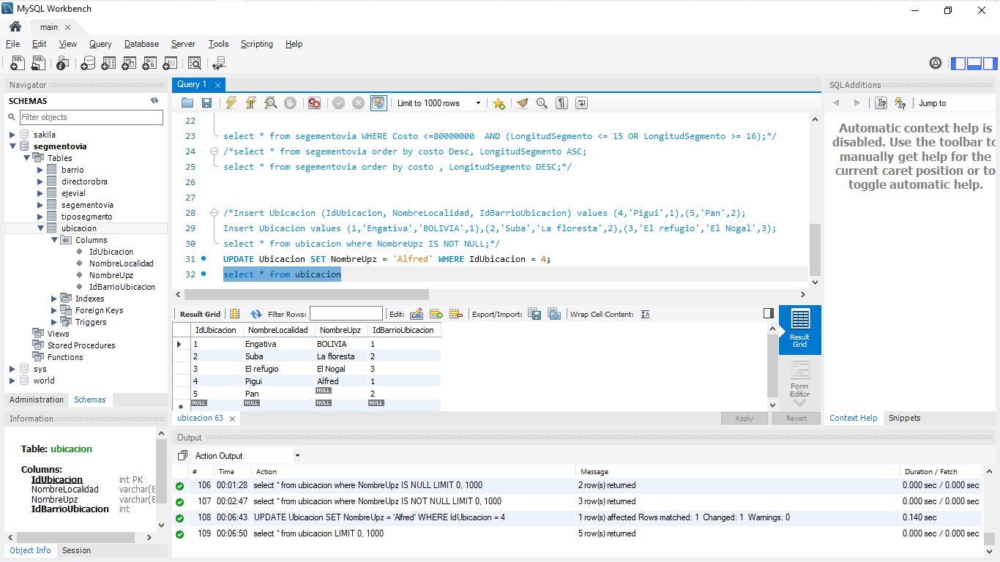 MySQL Workbench
main
File Edit View Query Database Server Tools Scripting Help
Navigator
SCHEMAS
Filter objects
sakila
segmentovia
Tables
barrio
directorobra
ejevial
segementovia
tiposegmento
ubicacion
Columns
IdUbicacion
NombreLocalidad
NombreUpz
IdBarrioUbicacion
Indexes
Foreign Keys
Triggers
Views
Stored Procedures
Functions
sys
world
Administration Schemas
Information
Table: ubicacion
Columns:
IdUbicacion int PK
NombreLocalidad varchar(
NombreUpz varchar(
IdBarrioUbicacion int
Object Info Session
Query 1
Limit to 1000 rows
22
23 select * from segementovia WHERE Costo <=80000000 AND (LongitudSegmento <= 15 OR LongitudSegmento >= 16);*/
24 /*select * from segementovia order by costo Desc, LongitudSegmento ASC;
25 select * from segementovia order by costo , LongitudSegmento DESC;*/
26
27
28 /*Insert Ubicacion (IdUbicacion, NombreLocalidad, IdBarrioUbicacion) values (4,'Pigui',1),(5,'Pan',2);
29 Insert Ubicacion values (1,'Engativa','BOLIVIA',1),(2,'Suba','La floresta',2),(3,'El refugio','El Nogal',3);
30 select * from ubicacion where NombreUpz IS NOT NULL;*/
31 UPDATE Ubicacion SET NombreUpz = 'Alfred' WHERE IdUbicacion = 4;
32 select * from ubicacion
Result Grid Filter Rows: Edit: Export/Import: Wrap Cell Content:
IdUbicacion NombreLocalidad NombreUpz IdBarrioUbicacion
1 Engativa BOLIVIA 1
2 Suba La floresta 2
3 El refugio El Nogal 3
4 Pigui Alfred 1
5 Pan NULL 2
NULL NULL NULL NULL
Result
Grid
Form
Editor
ubicacion 63
Apply Revert
Output
Action Output
# Time Action Message Duration / Fetch
106 00:01:28 select * from ubicacion where NombreUpz IS NULL LIMIT 0, 1000 2 row(s) returned 0.000 sec / 0.000 sec
107 00:02:47 select * from ubicacion where NombreUpz IS NOT NULL LIMIT 0, 1000 3 row(s) returned 0.000 sec / 0.000 sec
108 00:06:43 UPDATE Ubicacion SET NombreUpz = 'Alfred' WHERE IdUbicacion = 4 1 row(s) affected Rows matched: 1 Changed: 1 Warnings: 0 0.140 sec
109 00:06:50 select * from ubicacion LIMIT 0, 1000 5 row(s) returned 0.000 sec / 0.000 sec
SQLAdditions
Jump to
Automatic context help is
disabled. Use the toolbar to
manually get help for the
current caret position or to
toggle automatic help.
Context Help Snippets